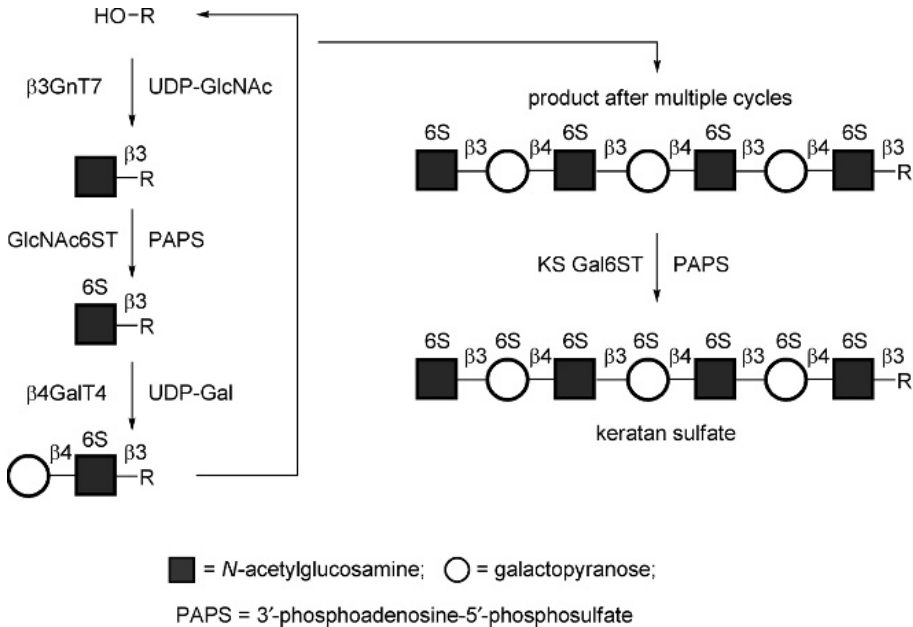 HO–R
β3GnT7 UDP-GlcNAc
β3
R
GlcNAc6ST PAPS
6S
β3
R
β4GalT4 UDP-Gal
β4 6S β3
R
product after multiple cycles
6S 6S 6S 6S
β3 β4 β3 β4 β3 β4 β3
R
KS Gal6ST PAPS
6S 6S 6S 6S 6S 6S 6S
β3 β4 β3 β4 β3 β4 β3
R
keratan sulfate
= N-acetylglucosamine; = galactopyranose;
PAPS = 3′-phosphoadenosine-5′-phosphosulfate